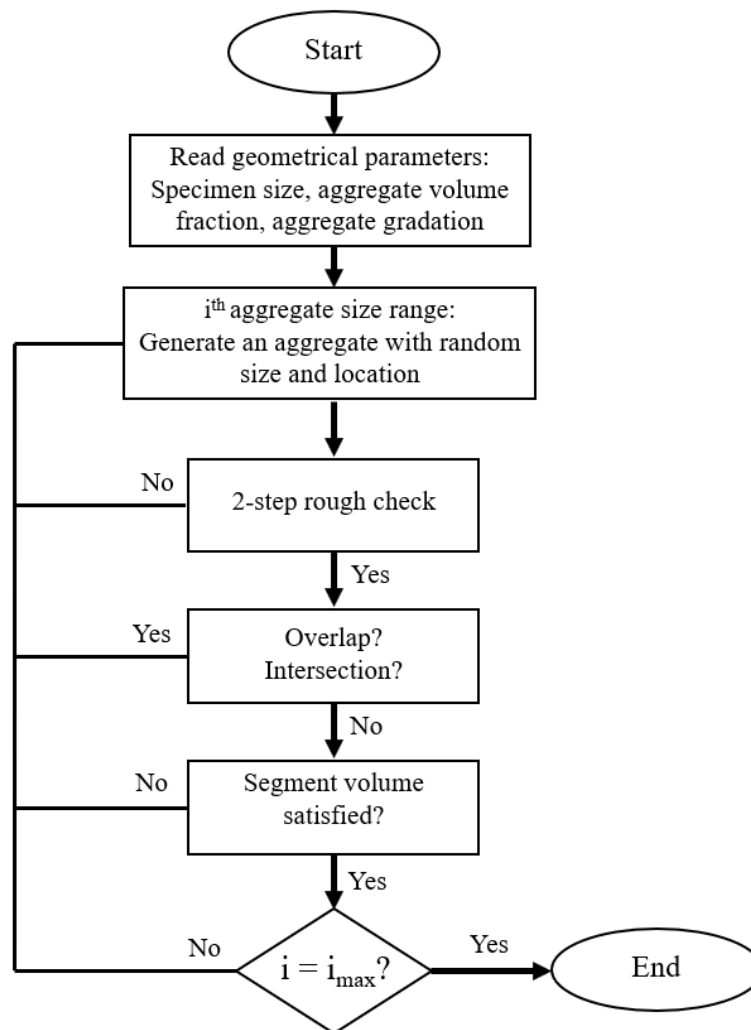 Start
Read geometrical parameters:
Specimen size, aggregate volume
fraction, aggregate gradation
iᵗʰ aggregate size range:
Generate an aggregate with random
size and location
No
2-step rough check
Yes
Yes
Overlap?
Intersection?
No
No
Segment volume
satisfied?
Yes
No
i = iₘₐₓ?
Yes
End